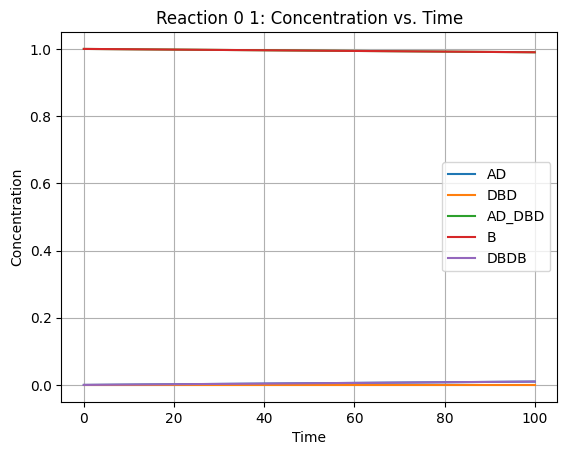 Reaction 0 1: Concentration vs. Time
Concentration
1.0
0.8
0.6
0.4
0.2
0.0
AD
DBD
AD_DBD
B
DBDB
0 20 40 60 80 100
Time